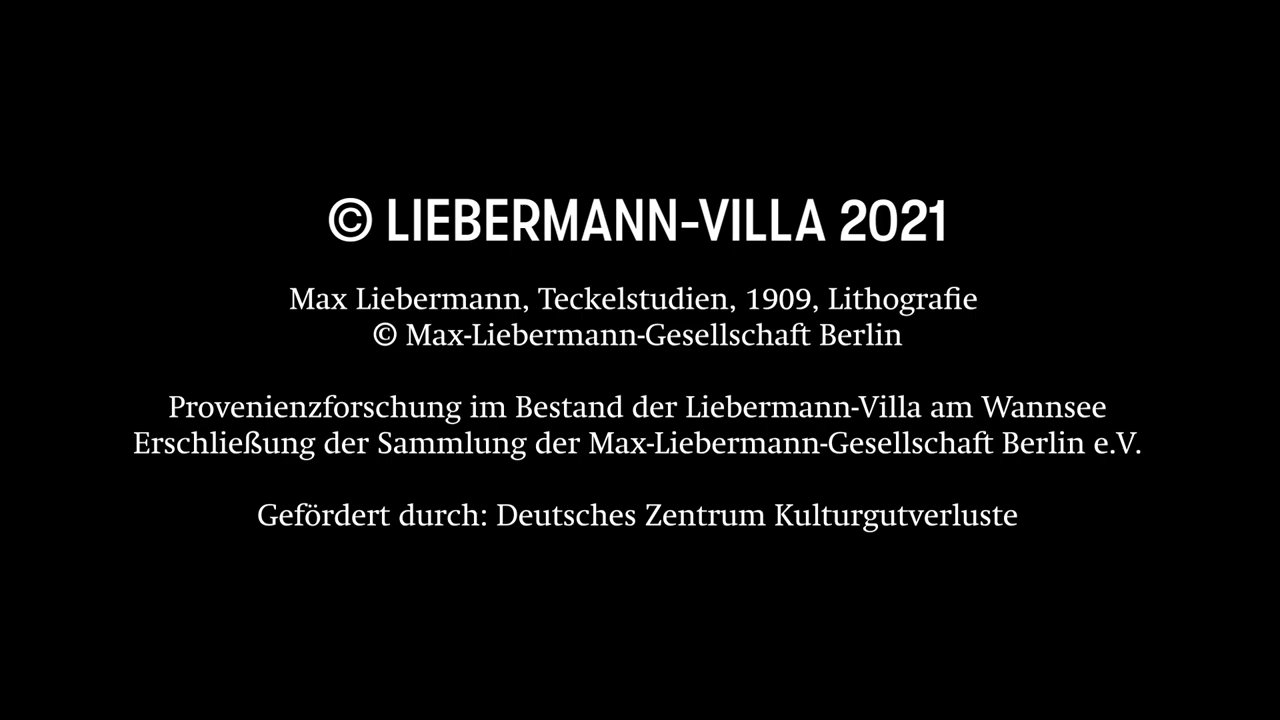 © LIEBERMANN-VILLA 2021
Max Liebermann, Teckelstudien, 1909, Lithografie
© Max-Liebermann-Gesellschaft Berlin
Provenienzforschung im Bestand der Liebermann-Villa am Wannsee
Erschließung der Sammlung der Max-Liebermann-Gesellschaft Berlin e.V.
Gefördert durch: Deutsches Zentrum Kulturgutverluste